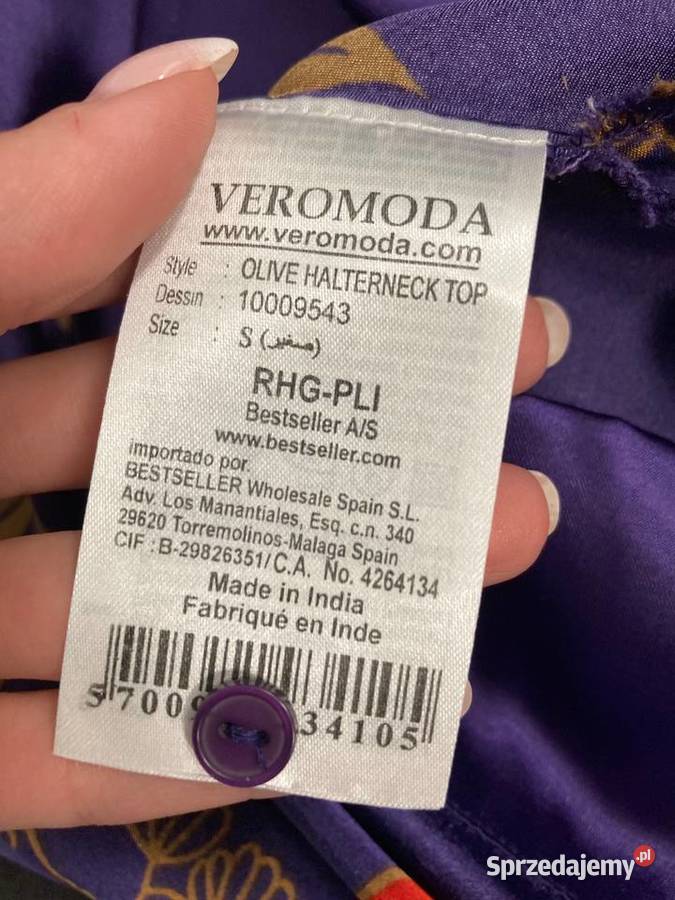 VEROMODA
www.veromoda.com
Style : OLIVE HALTERNECK TOP
Dessin : 10009543
Size : S (صغير)
RHG-PLI
Bestseller A/S
www.bestseller.com
importado por.
BESTSELLER Wholesale Spain S.L.
Adv. Los Manantiales, Esq. c.n. 340
29620 Torremolinos-Malaga Spain
CIF : B-29826351/C.A. No. 4264134
Made in India
Fabriqué en Inde
5 700 34105
Sprzedajemy.pl